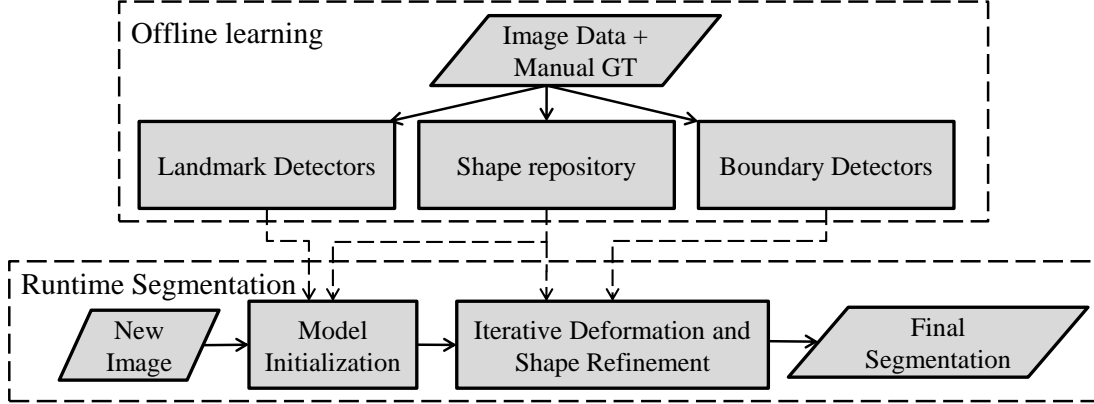 Offline learning
Image Data +
Manual GT
Landmark Detectors
Shape repository
Boundary Detectors
Runtime Segmentation
New
Image
Model
Initialization
Iterative Deformation and
Shape Refinement
Final
Segmentation